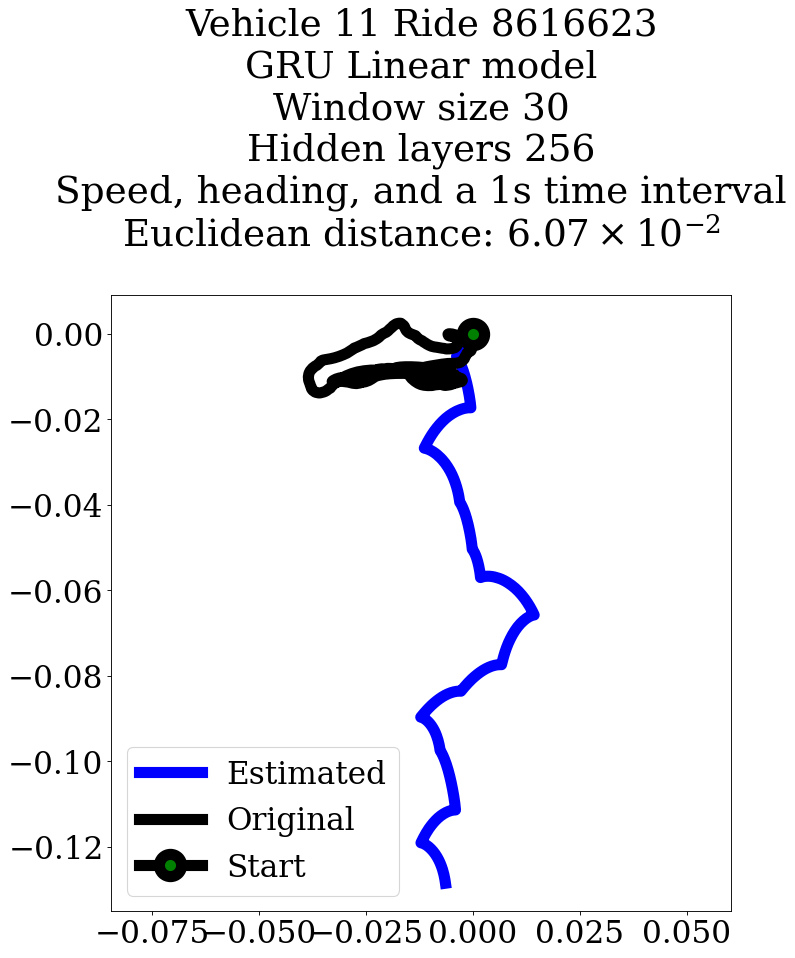 Vehicle 11 Ride 8616623
GRU Linear model
Window size 30
Hidden layers 256
Speed, heading, and a 1s time interval
Euclidean distance: 6.07 × 10⁻²
0.00
−0.02
−0.04
−0.06
−0.08
−0.10
−0.12
Estimated
Original
Start
−0.075 −0.050 −0.025 0.000 0.025 0.050